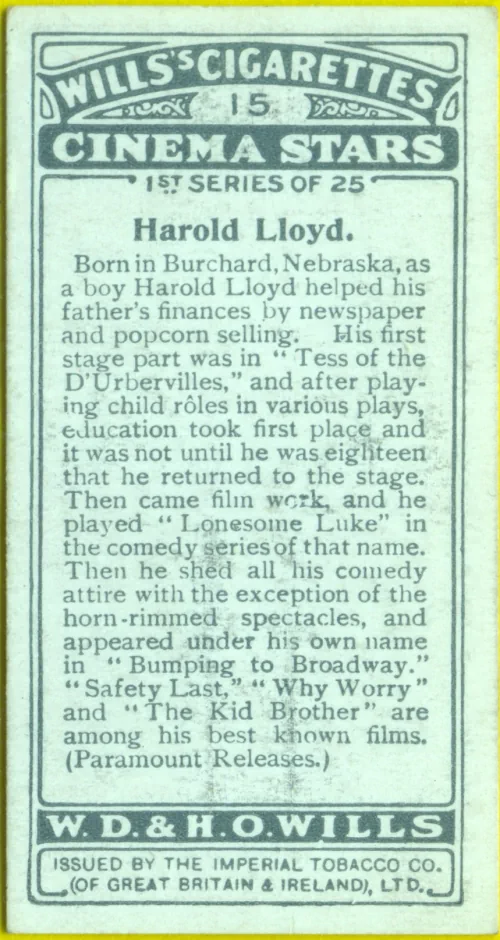 WILLS'S CIGARETTES
15
CINEMA STARS
1ST SERIES OF 25
Harold Lloyd.
Born in Burchard, Nebraska, as
a boy Harold Lloyd helped his
father's finances by newspaper
and popcorn selling. His first
stage part was in "Tess of the
D'Urbervilles," and after play-
ing child rôles in various plays,
education took first place and
it was not until he was eighteen
that he returned to the stage.
Then came film work, and he
played "Lonesome Luke" in
the comedy series of that name.
Then he shed all his comedy
attire with the exception of the
horn-rimmed spectacles, and
appeared under his own name
in "Bumping to Broadway."
"Safety Last," "Why Worry"
and "The Kid Brother" are
among his best known films.
(Paramount Releases.)
W. D. & H. O. WILLS
ISSUED BY THE IMPERIAL TOBACCO CO.
(OF GREAT BRITAIN & IRELAND), LTD.